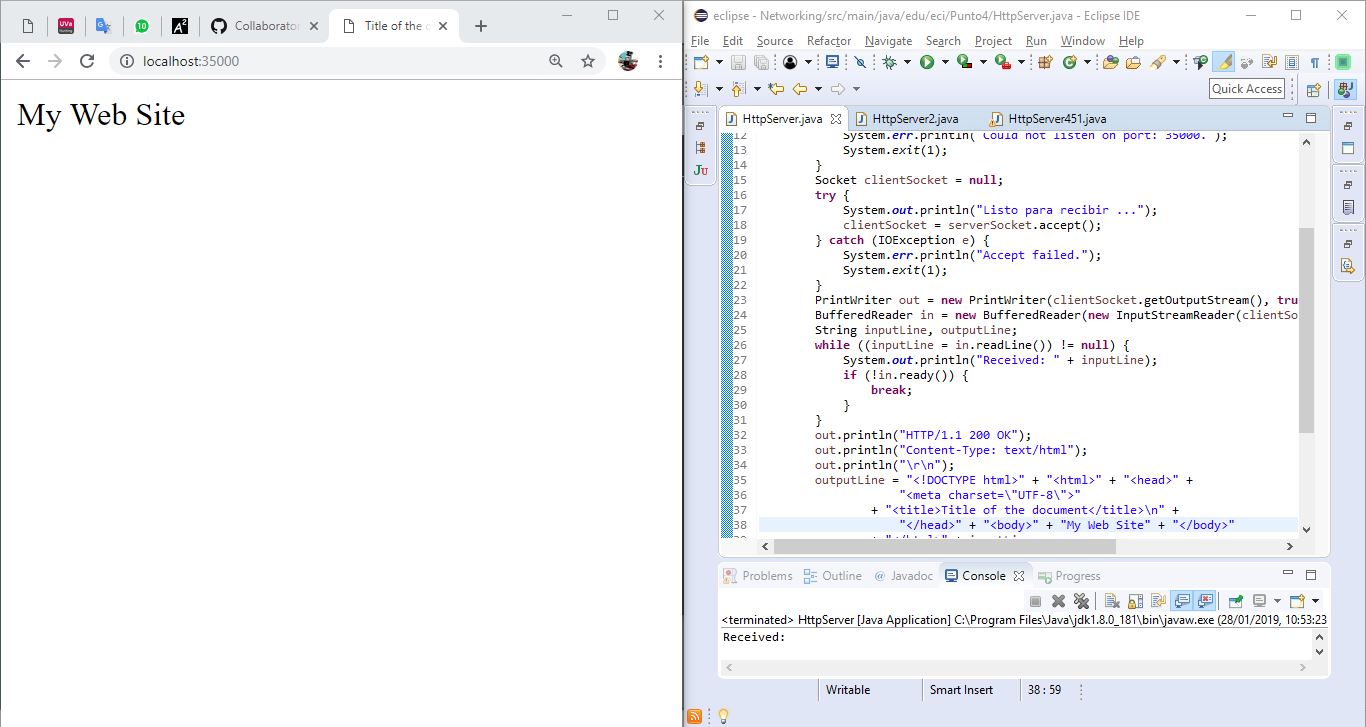 UVa
10
A²
Collaborator
Title of the d
localhost:35000
My Web Site
eclipse - Networking/src/main/java/edu/eci/Punto4/HttpServer.java - Eclipse IDE
File Edit Source Refactor Navigate Search Project Run Window Help
Quick Access
HttpServer.java HttpServer2.java HttpServer451.java
12 System.err.println("Could not listen on port: 35000.");
13 System.exit(1);
14 }
15 Socket clientSocket = null;
16 try {
17 System.out.println("Listo para recibir ...");
18 clientSocket = serverSocket.accept();
19 } catch (IOException e) {
20 System.err.println("Accept failed.");
21 System.exit(1);
22 }
23 PrintWriter out = new PrintWriter(clientSocket.getOutputStream(), tru
24 BufferedReader in = new BufferedReader(new InputStreamReader(clientSo
25 String inputLine, outputLine;
26 while ((inputLine = in.readLine()) != null) {
27 System.out.println("Received: " + inputLine);
28 if (!in.ready()) {
29 break;
30 }
31 }
32 out.println("HTTP/1.1 200 OK");
33 out.println("Content-Type: text/html");
34 out.println("\r\n");
35 outputLine = "<!DOCTYPE html>" + "<html>" + "<head>" +
36 "<meta charset=\"UTF-8\">"
37 + "<title>Title of the document</title>\n" +
38 "</head>" + "<body>" + "My Web Site" + "</body>"
Problems Outline Javadoc Console Progress
<terminated> HttpServer [Java Application] C:\Program Files\Java\jdk1.8.0_181\bin\javaw.exe (28/01/2019, 10:53:23
Received:
Writable Smart Insert 38 : 59